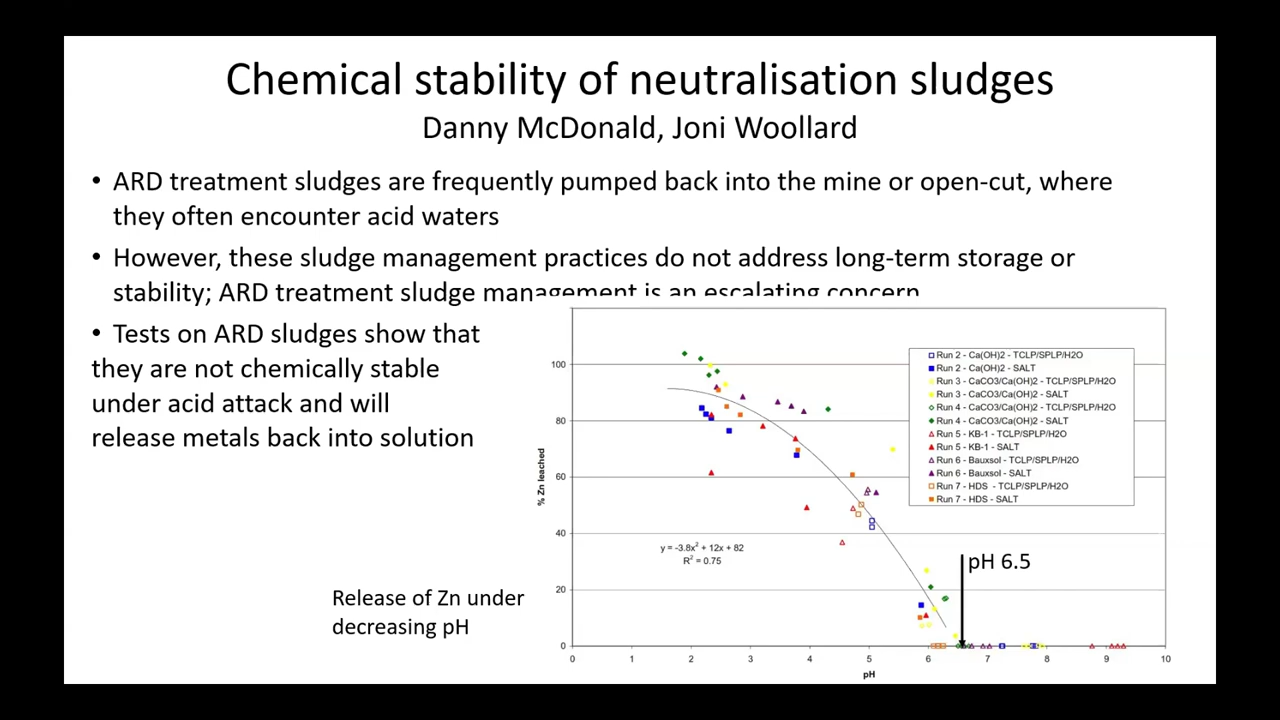 Chemical stability of neutralisation sludges
Danny McDonald, Joni Woollard
• ARD treatment sludges are frequently pumped back into the mine or open-cut, where
they often encounter acid waters
• However, these sludge management practices do not address long-term storage or
stability; ARD treatment sludge management is an escalating concern
• Tests on ARD sludges show that
they are not chemically stable
under acid attack and will
release metals back into solution
Release of Zn under
decreasing pH
% Zn leached
100
80
60
40
20
0
0 1 2 3 4 5 6 7 8 9 10
pH
y = -3.8x² + 12x + 82
R² = 0.75
pH 6.5
Run 2 - Ca(OH)2 - TCLP/SPLP/H2O
Run 2 - Ca(OH)2 - SALT
Run 3 - CaCO3/Ca(OH)2 - TCLP/SPLP/H2O
Run 3 - CaCO3/Ca(OH)2 - SALT
Run 4 - CaCO3/Ca(OH)2 - TCLP/SPLP/H2O
Run 4 - CaCO3/Ca(OH)2 - SALT
Run 5 - KB-1 - TCLP/SPLP/H2O
Run 5 - KB-1 - SALT
Run 6 - Bauxsol - TCLP/SPLP/H2O
Run 6 - Bauxsol - SALT
Run 7 - HDS - TCLP/SPLP/H2O
Run 7 - HDS - SALT